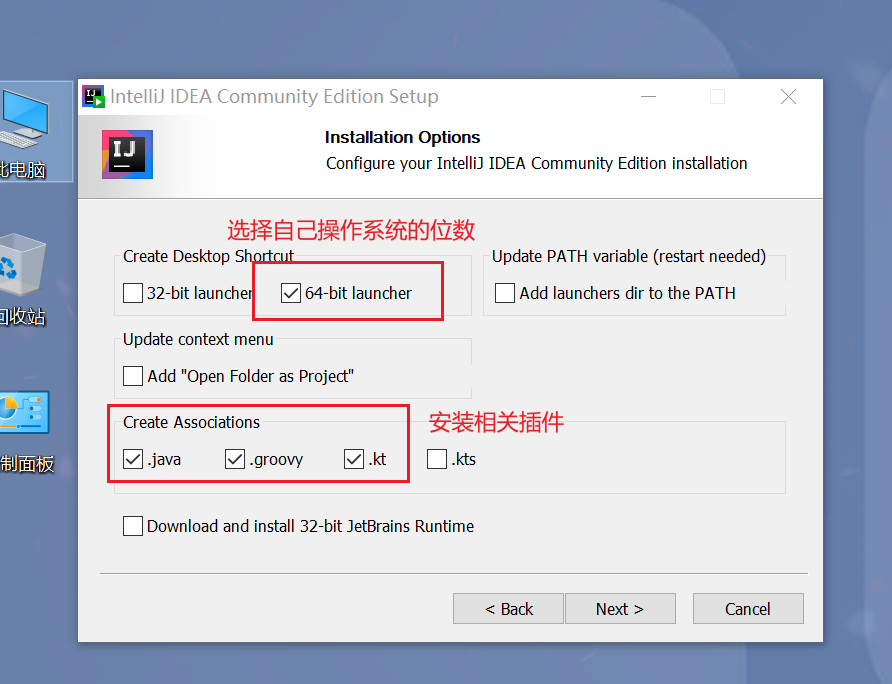 IntelliJ IDEA Community Edition Setup
IJ
Installation Options
Configure your IntelliJ IDEA Community Edition installation
此电脑
选择自己操作系统的位数
Create Desktop Shortcut
32-bit launcher
64-bit launcher
Update PATH variable (restart needed)
Add launchers dir to the PATH
回收站
Update context menu
Add "Open Folder as Project"
Create Associations
安装相关插件
.java
.groovy
.kt
.kts
制面板
Download and install 32-bit JetBrains Runtime
< Back
Next >
Cancel